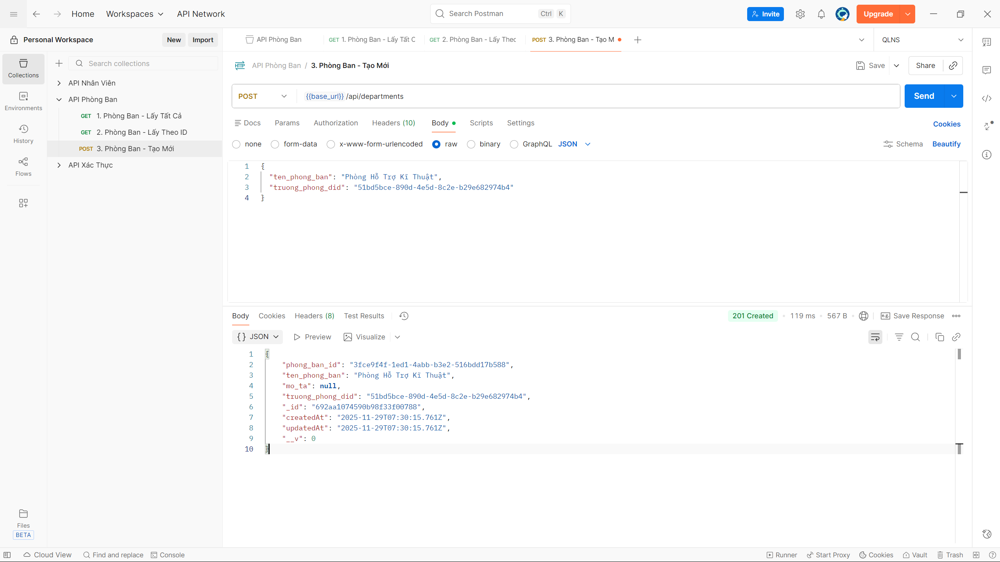 Home Workspaces API Network Search Postman Ctrl K Invite Upgrade
Personal Workspace New Import
API Phòng Ban GET 1. Phòng Ban - Lấy Tất C GET 2. Phòng Ban - Lấy Thec POST 3. Phòng Ban - Tạo M QLNS
Collections
Environments
History
Flows
Files
BETA
Search collections
API Nhân Viên
API Phòng Ban
GET 1. Phòng Ban - Lấy Tất Cả
GET 2. Phòng Ban - Lấy Theo ID
POST 3. Phòng Ban - Tạo Mới
API Xác Thực
HTTP API Phòng Ban / 3. Phòng Ban - Tạo Mới Save Share
POST {{base_url}}/api/departments Send
Docs Params Authorization Headers (10) Body Scripts Settings Cookies
none form-data x-www-form-urlencoded raw binary GraphQL JSON Schema Beautify
1 {
2 "ten_phong_ban": "Phòng Hỗ Trợ Kĩ Thuật",
3 "truong_phong_did": "51bd5bce-890d-4e5d-8c2e-b29e682974b4"
4 }
Body Cookies Headers (8) Test Results 201 Created 119 ms 567 B e.g. Save Response
{} JSON Preview Visualize
1 {
2 "phong_ban_id": "3fce9f4f-1ed1-4abb-b3e2-516bdd17b588",
3 "ten_phong_ban": "Phòng Hỗ Trợ Kĩ Thuật",
4 "mo_ta": null,
5 "truong_phong_did": "51bd5bce-890d-4e5d-8c2e-b29e682974b4",
6 "_id": "692aa1074590b98f33f00788",
7 "createdAt": "2025-11-29T07:30:15.761Z",
8 "updatedAt": "2025-11-29T07:30:15.761Z",
9 "__v": 0
10 }
Cloud View Find and replace Console Runner Start Proxy Cookies Vault Trash